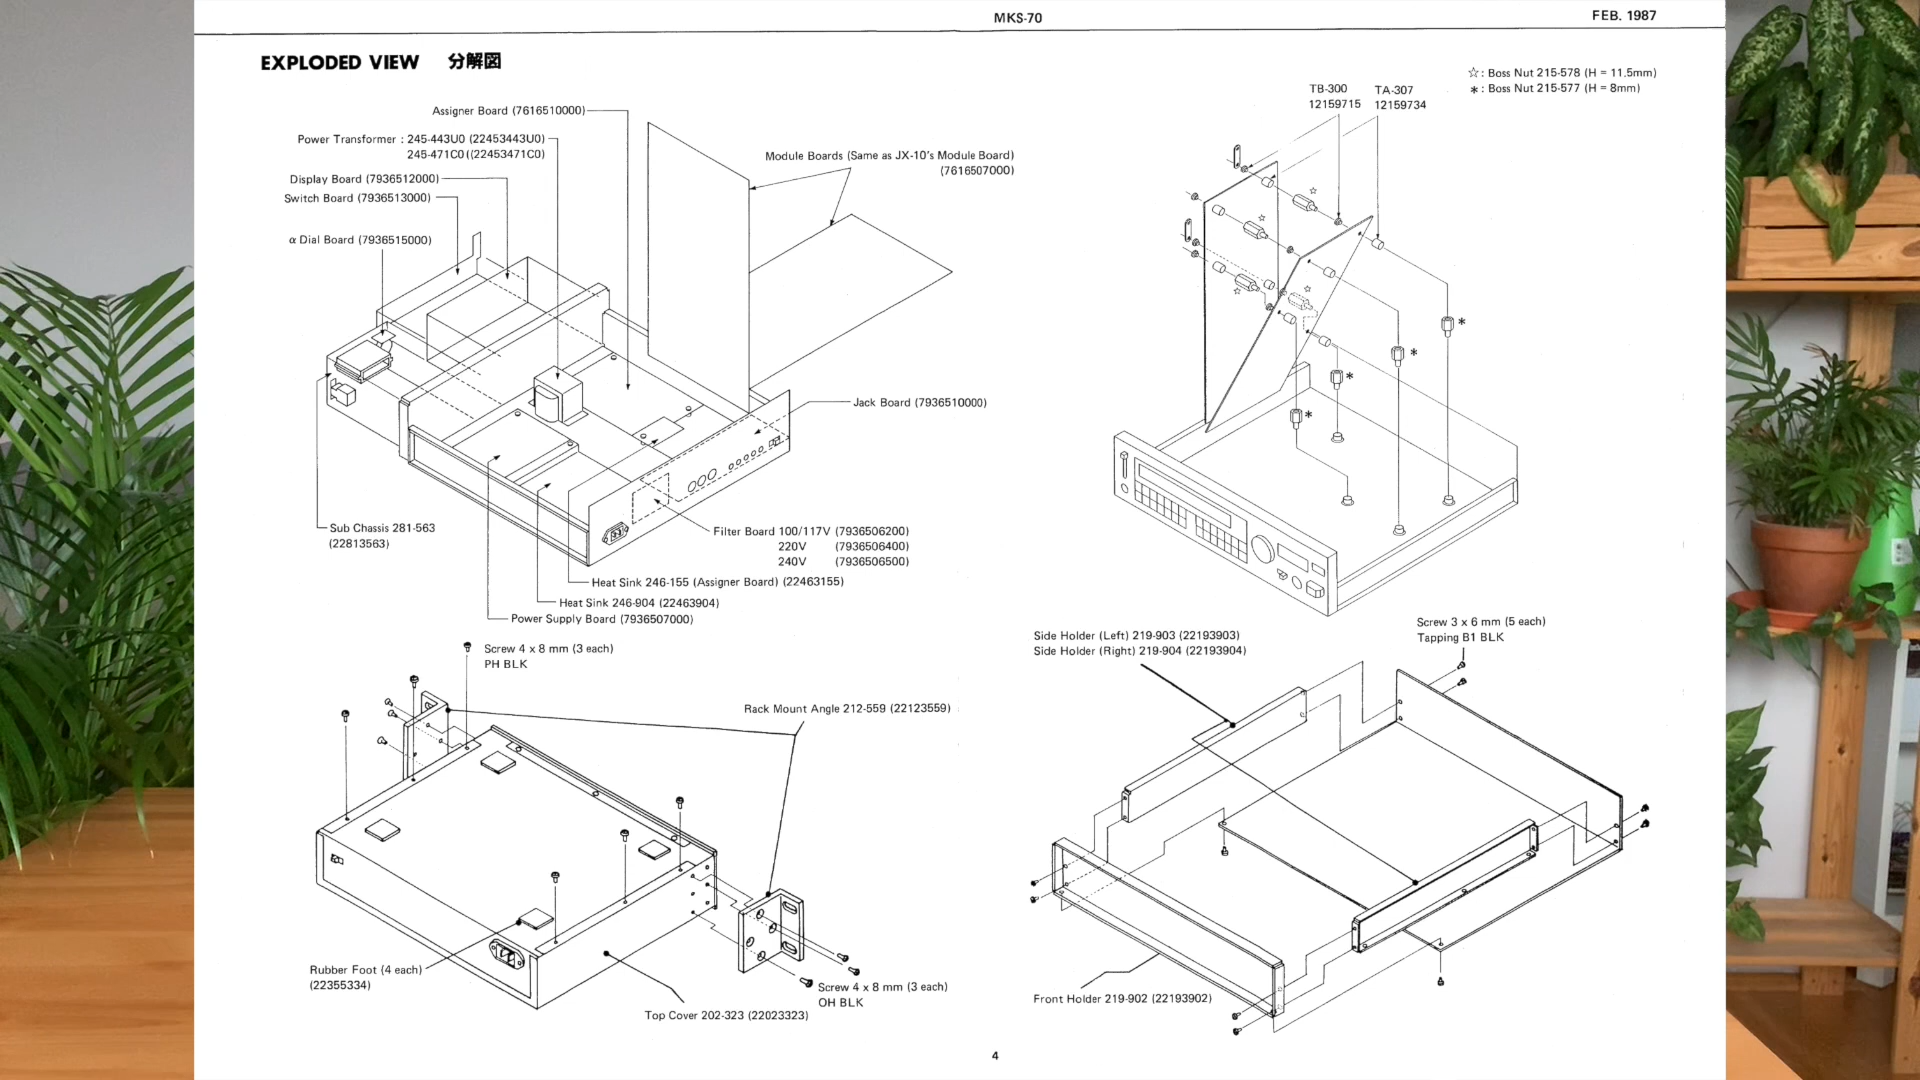 MKS-70
FEB. 1987
EXPLODED VIEW 分解図
Assigner Board (7616510000)
Power Transformer : 245-443U0 (22453443U0)
245-471C0 ((22453471C0)
Display Board (7936512000)
Switch Board (7936513000)
α Dial Board (7936515000)
Module Boards (Same as JX-10's Module Board)
(7616507000)
Jack Board (7936510000)
Sub Chassis 281-563
(22813563)
Filter Board 100/117V (7936506200)
220V (7936506400)
240V (7936506500)
Heat Sink 246-155 (Assigner Board) (22463155)
Heat Sink 246-904 (22463904)
Power Supply Board (7936507000)
☆: Boss Nut 215-578 (H = 11.5mm)
*: Boss Nut 215-577 (H = 8mm)
TB-300
12159715
TA-307
12159734
☆
☆
☆
☆
*
*
*
*
Screw 4 x 8 mm (3 each)
PH BLK
Rack Mount Angle 212-559 (22123559)
Rubber Foot (4 each)
(22355334)
Screw 4 x 8 mm (3 each)
OH BLK
Top Cover 202-323 (22023323)
Side Holder (Left) 219-903 (22193903)
Side Holder (Right) 219-904 (22193904)
Screw 3 x 6 mm (5 each)
Tapping B1 BLK
Front Holder 219-902 (22193902)
4